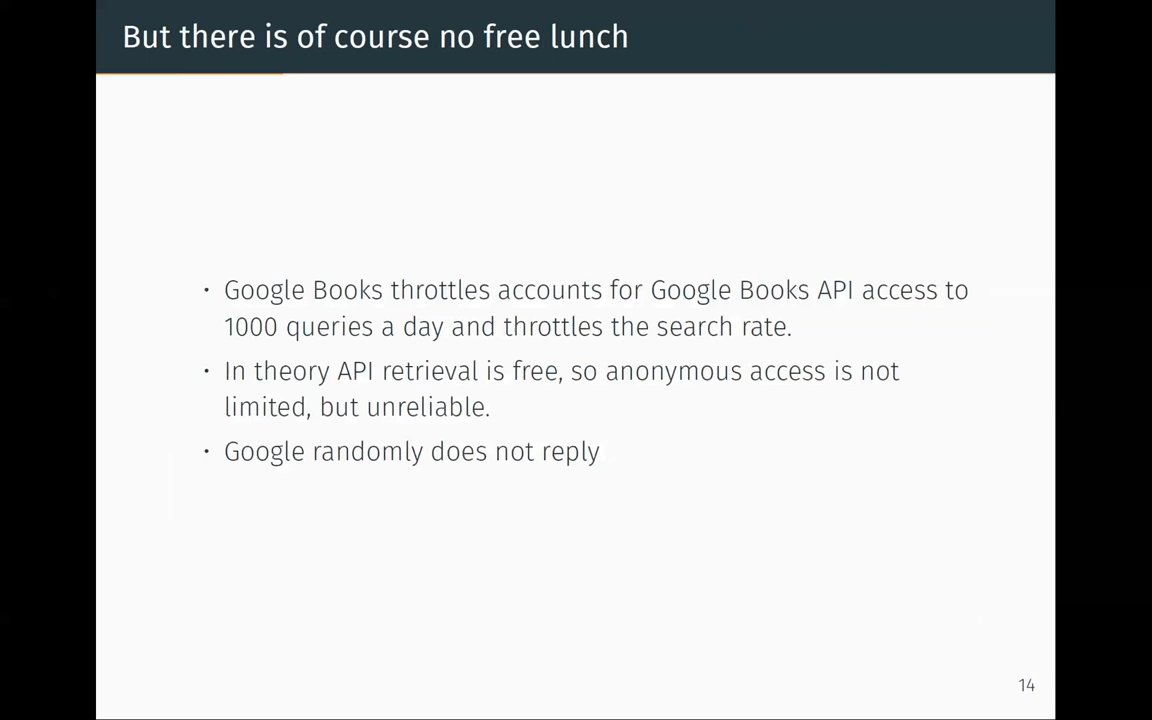 But there is of course no free lunch
· Google Books throttles accounts for Google Books API access to
1000 queries a day and throttles the search rate.
· In theory API retrieval is free, so anonymous access is not
limited, but unreliable.
· Google randomly does not reply
14